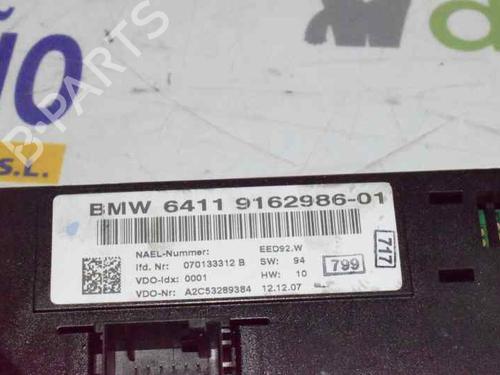 ÑO
S.L.
B-PARTS
BMW 6411 9162986-01
NAEL-Nummer: EED92.W
lfd. Nr: 070133312 B SW: 94
VDO-Idx: 0001 HW: 10
VDO-Nr: A2C53289384 12.12.07
799
717